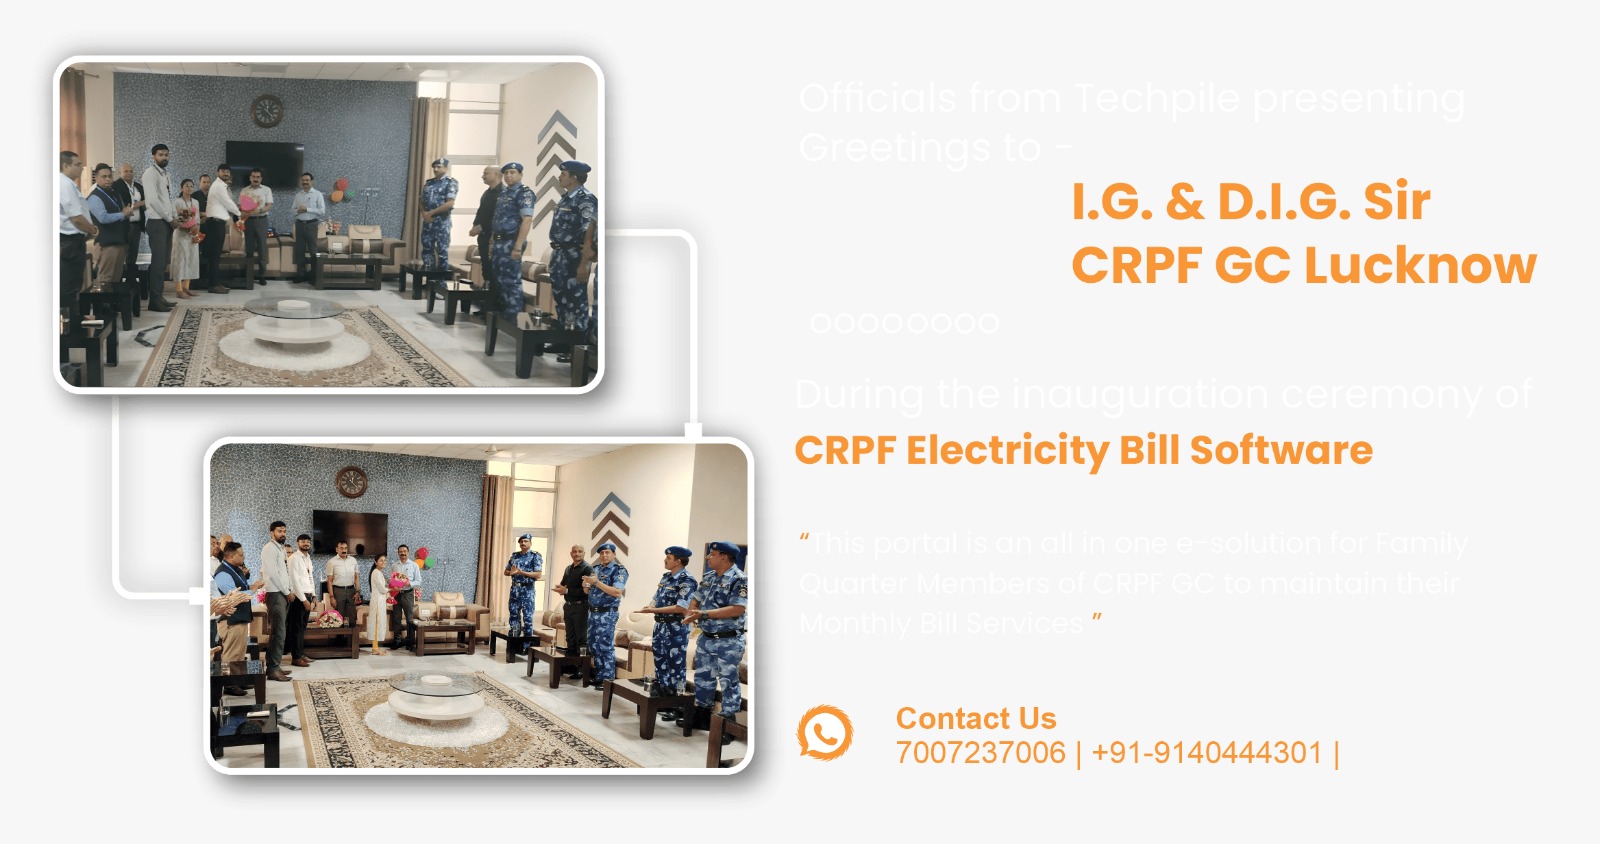 Officials from Techpile presenting
Greetings to -
I.G. & D.I.G. Sir
CRPF GC Lucknow
oooooooo
During the inauguration ceremony of
CRPF Electricity Bill Software
“This portal is an all in one e-solution for Family
Quarter Members of CRPF GC to maintain their
Monthly Bill Services ”
Contact Us
7007237006 | +91-9140444301 |